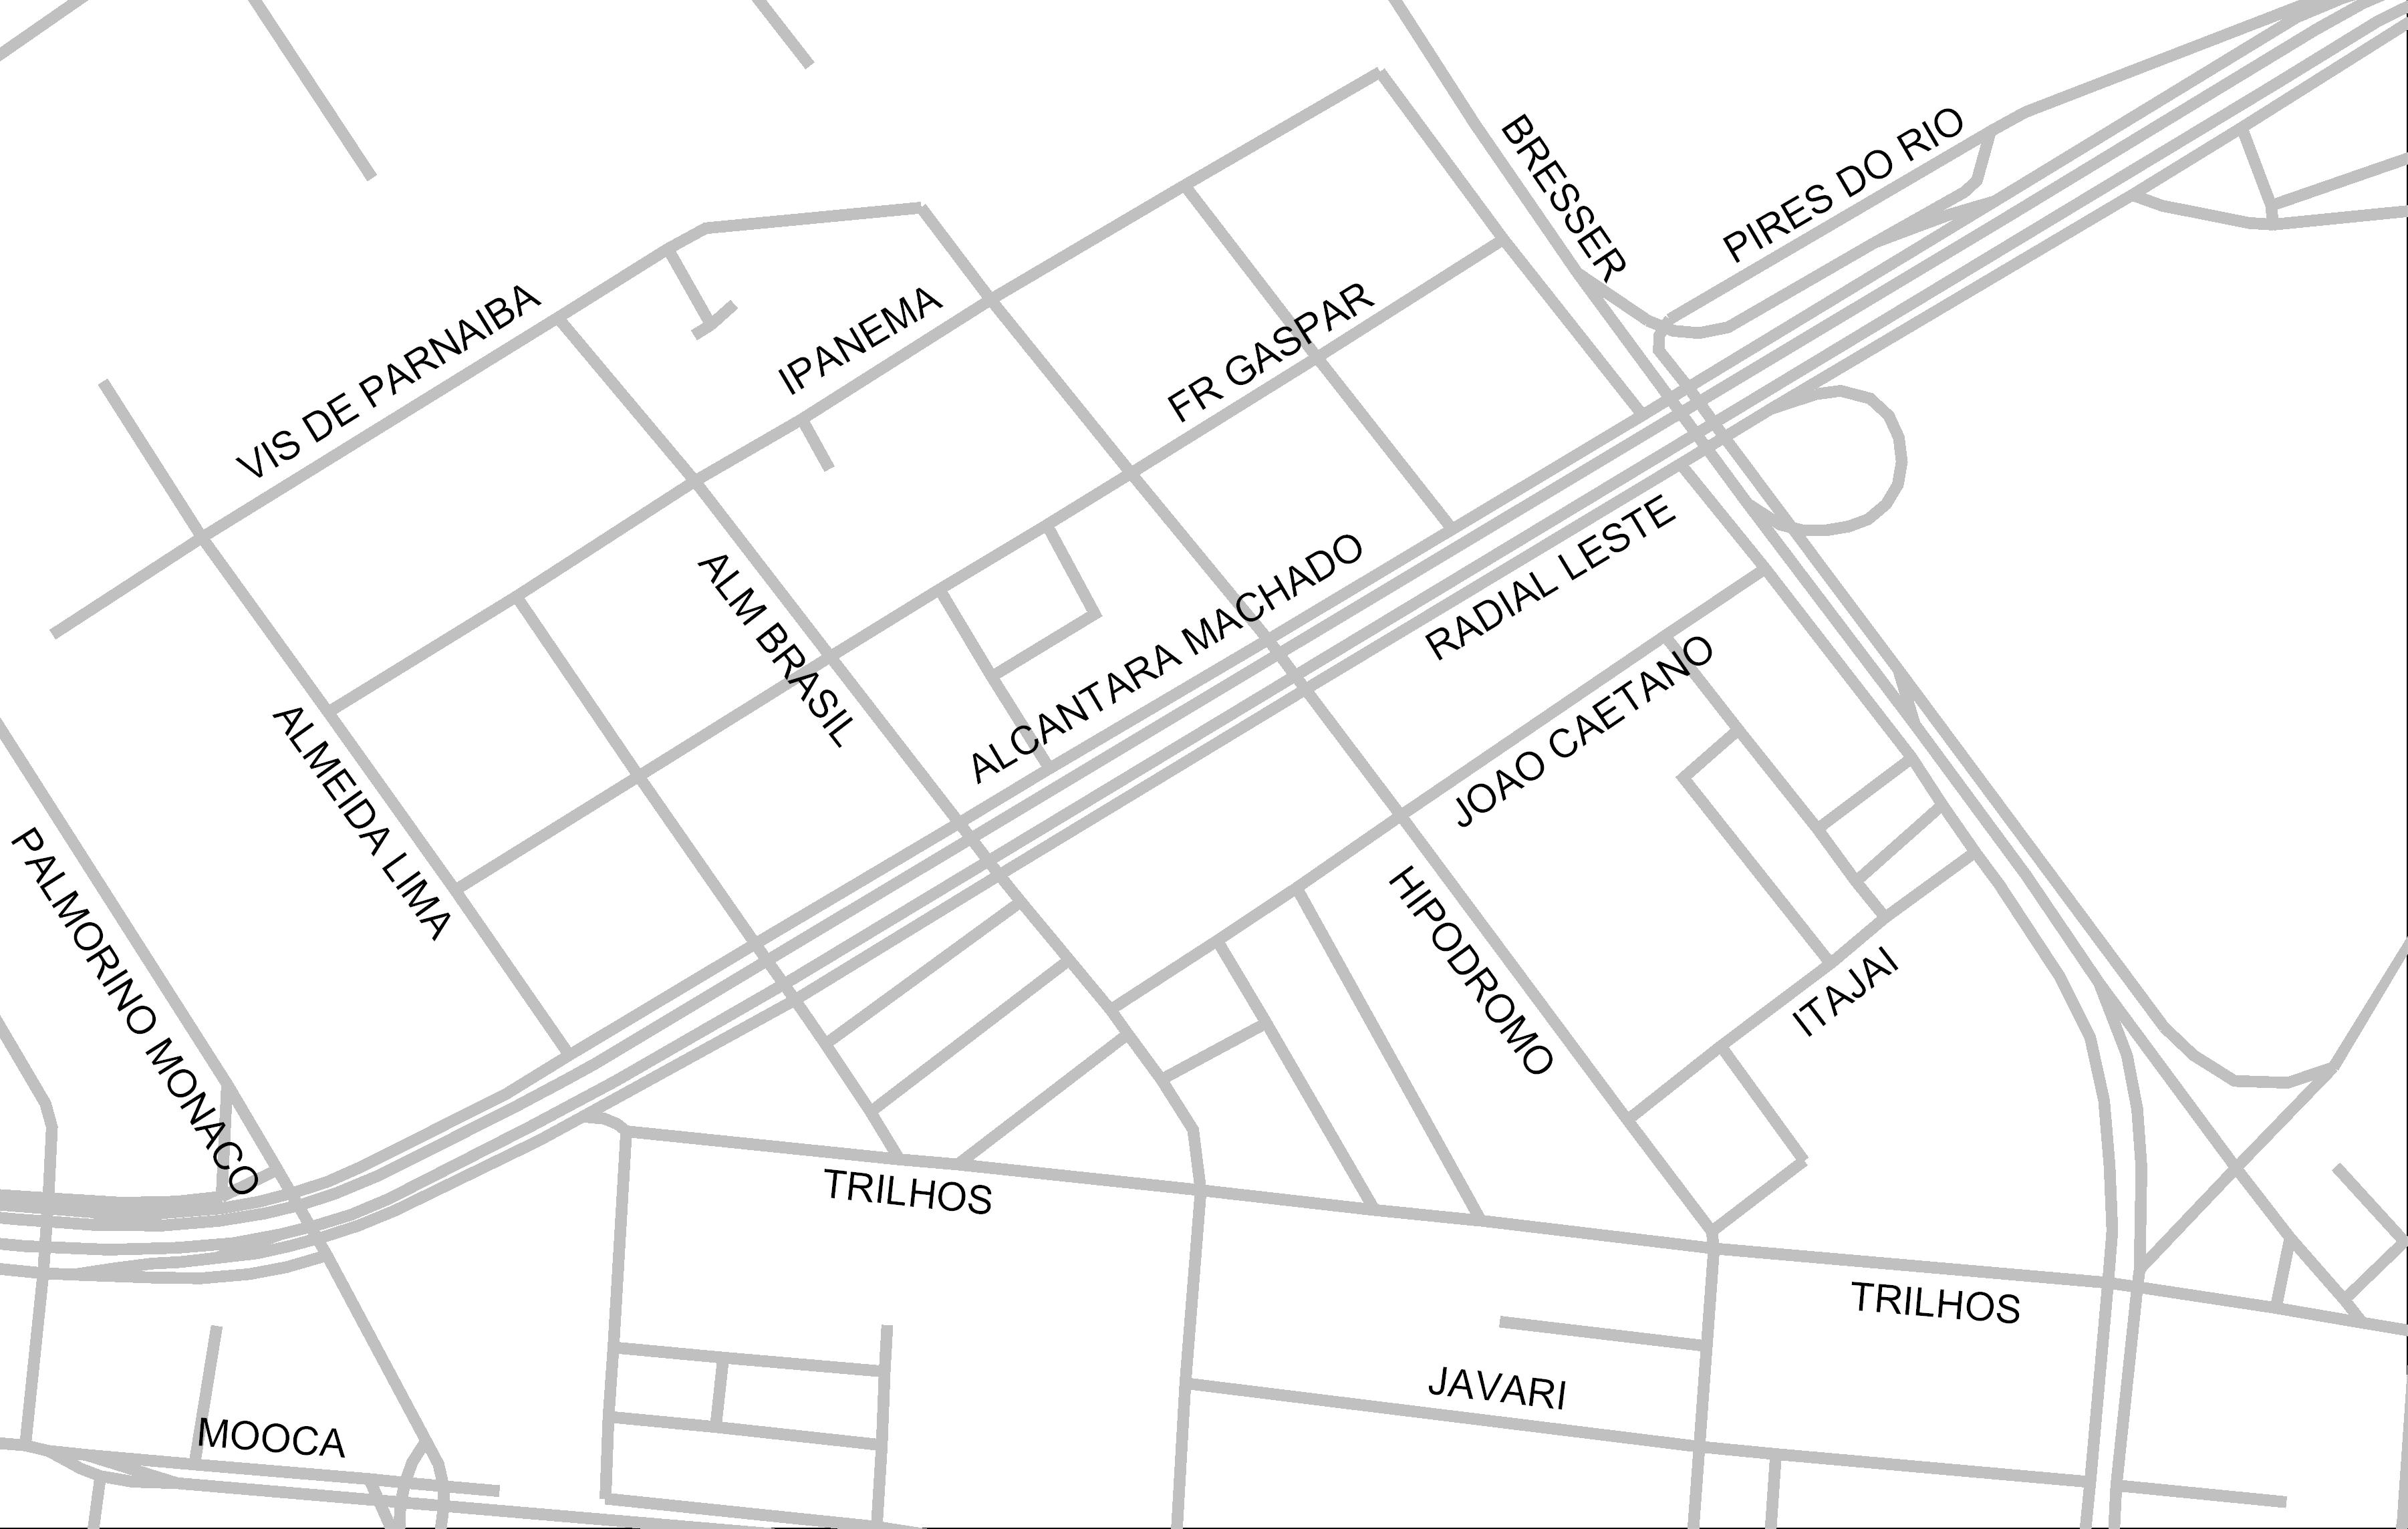 BRESSER
PIRES DO RIO
VIS DE PARNAIBA
IPANEMA
FR GASPAR
ALM BRASIL
ALCANTARA MACHADO
RADIAL LESTE
JOAO CAETANO
ALMEIDA LIMA
PALMORINO MONACO
HIPODROMO
ITAJAI
TRILHOS
TRILHOS
JAVARI
MOOCA